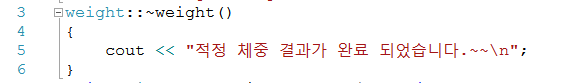 3 weight::~weight()
4 {
5 cout << "적정 체중 결과가 완료 되었습니다.~~\n";
6 }